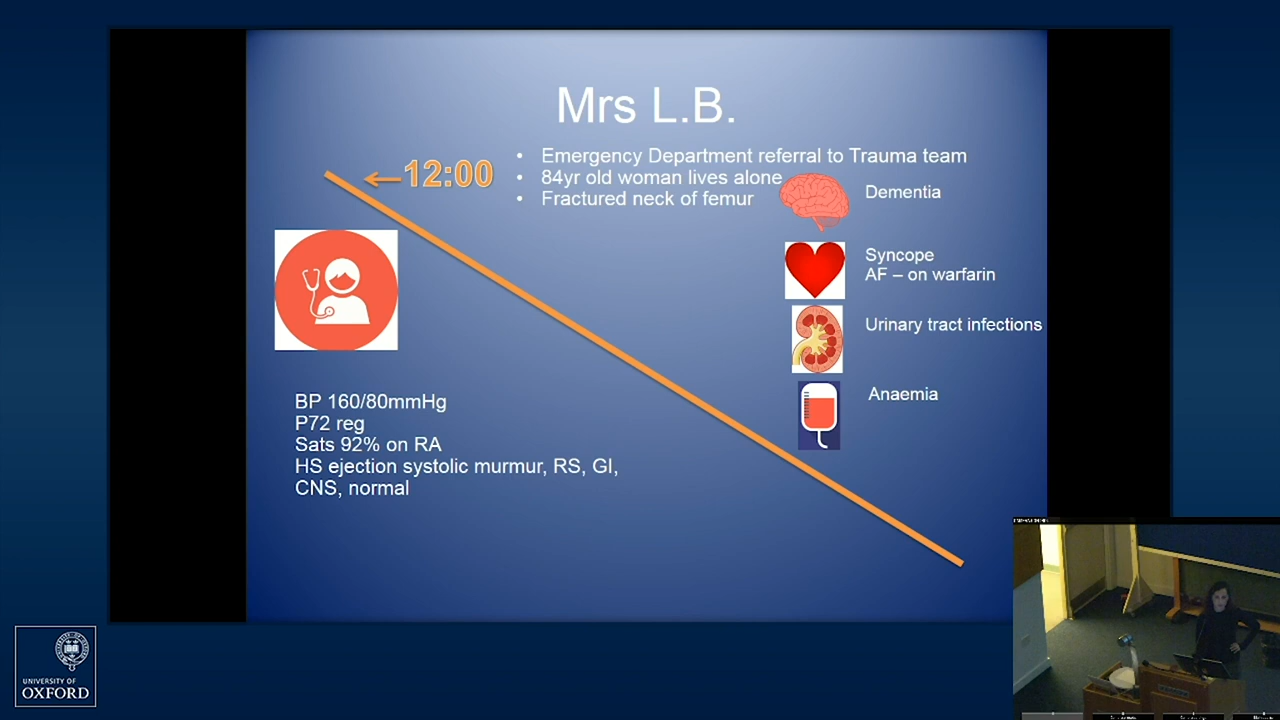 Mrs L.B.
12:00
• Emergency Department referral to Trauma team
• 84yr old woman lives alone
• Fractured neck of femur
Dementia
Syncope
AF – on warfarin
Urinary tract infections
Anaemia
BP 160/80mmHg
P72 reg
Sats 92% on RA
HS ejection systolic murmur, RS, GI,
CNS, normal
UNIVERSITY OF
OXFORD